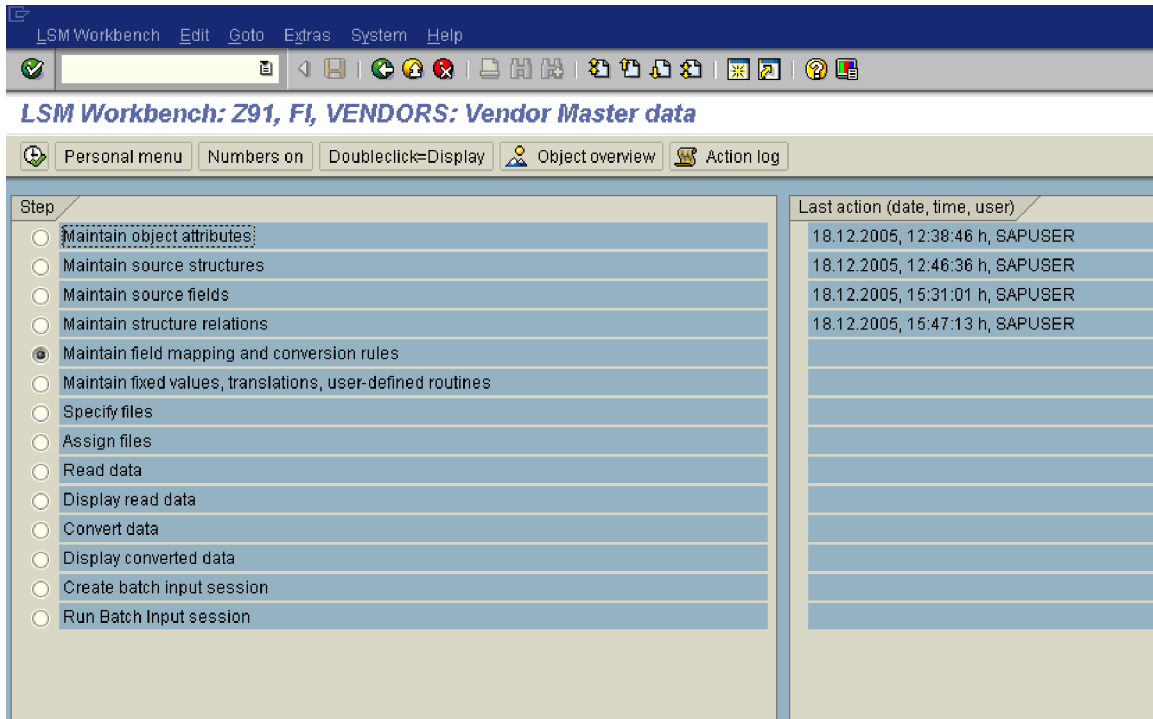 LSM Workbench Edit Goto Extras System Help
LSM Workbench: Z91, FI, VENDORS: Vendor Master data
Personal menu Numbers on Doubleclick=Display Object overview Action log
Step Last action (date, time, user)
Maintain object attributes 18.12.2005, 12:38:46 h, SAPUSER
Maintain source structures 18.12.2005, 12:46:36 h, SAPUSER
Maintain source fields 18.12.2005, 15:31:01 h, SAPUSER
Maintain structure relations 18.12.2005, 15:47:13 h, SAPUSER
Maintain field mapping and conversion rules
Maintain fixed values, translations, user-defined routines
Specify files
Assign files
Read data
Display read data
Convert data
Display converted data
Create batch input session
Run Batch Input session